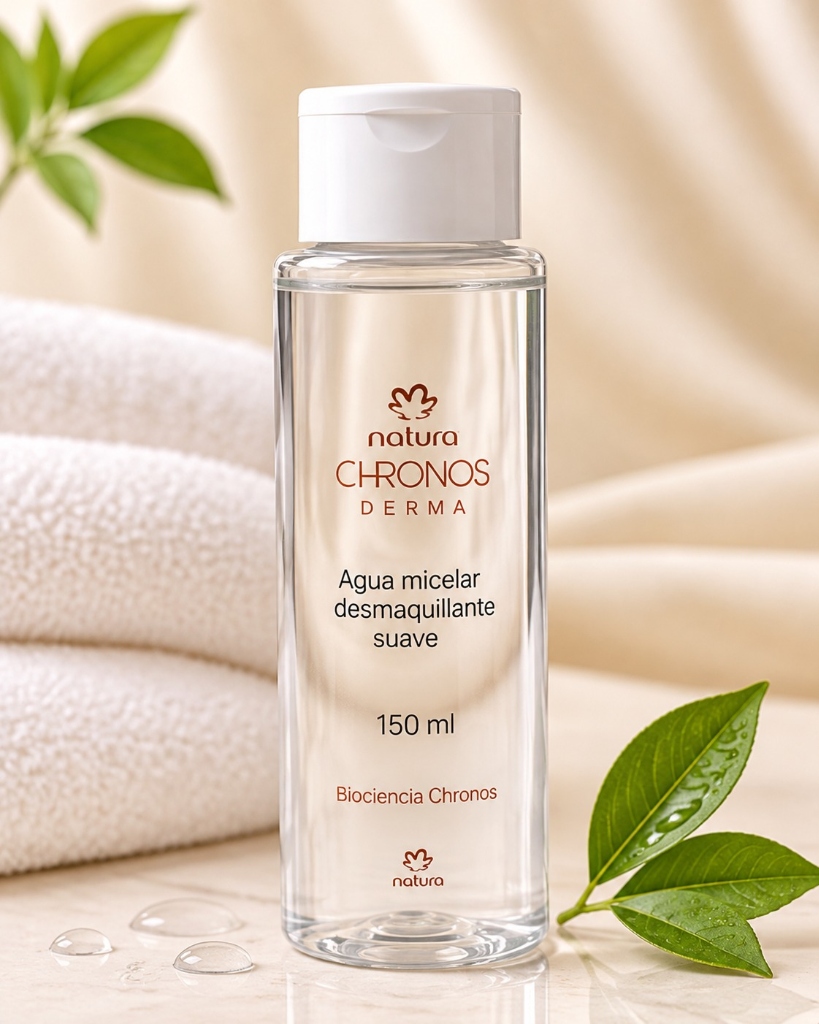 natura
CHRONOS
DERMA
Agua micelar
desmaquillante
suave
150 ml
Biociencia Chronos
natura